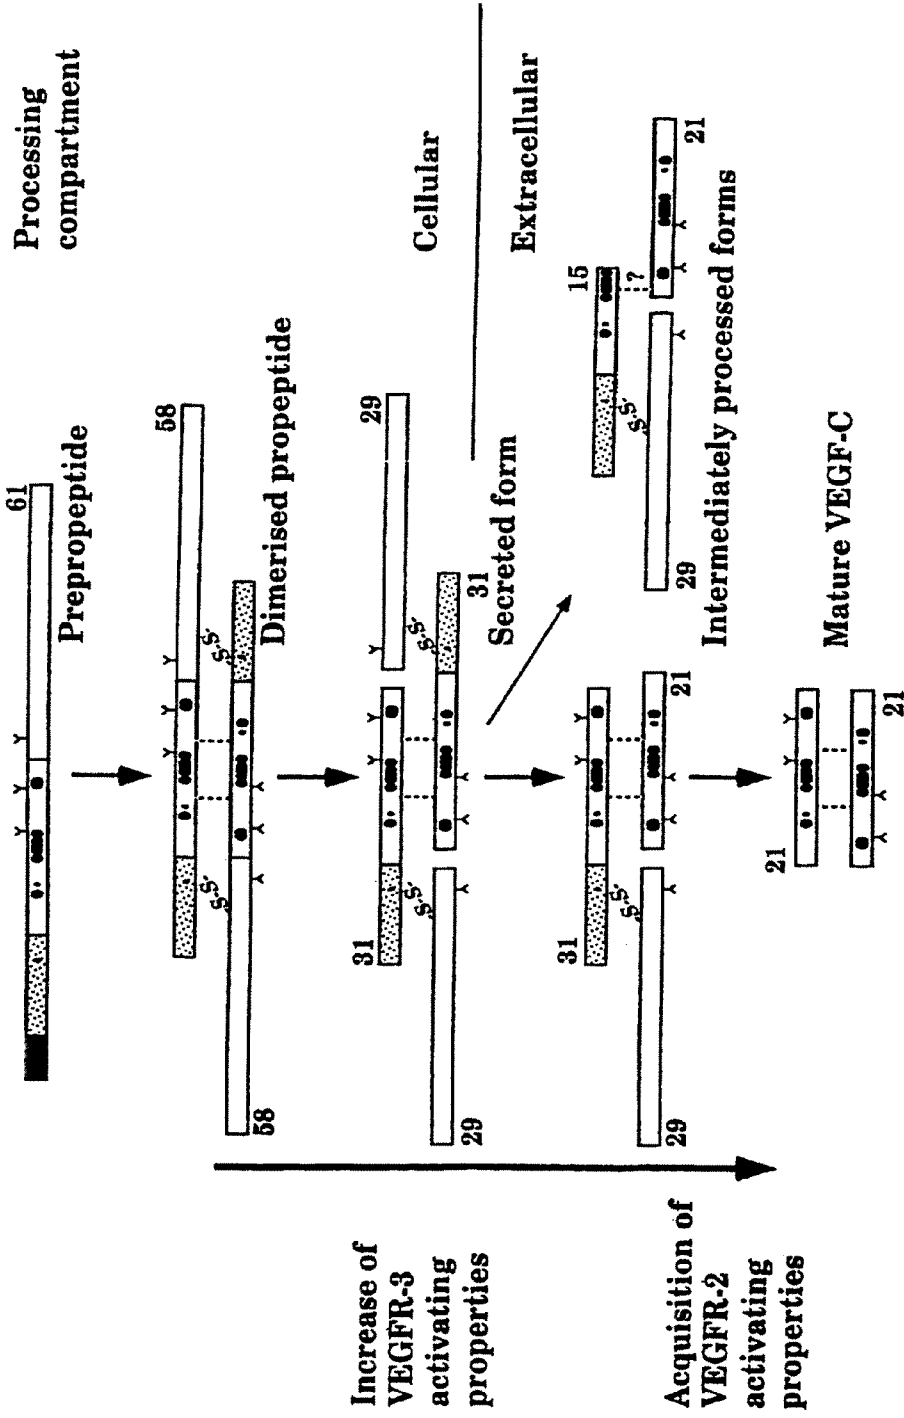 Processing
compartment
61
Prepropeptide
58
58
Dimerised propeptide
S-S
S-S
Cellular
Extracellular
29
31
31
29
Secreted form
S-S
S-S
15
?
21
29
S-S
Intermediately processed forms
31
21
29
S-S
21
21
Mature VEGF-C
Increase of
VEGFR-3
activating
properties
Acquisition of
VEGFR-2
activating
properties